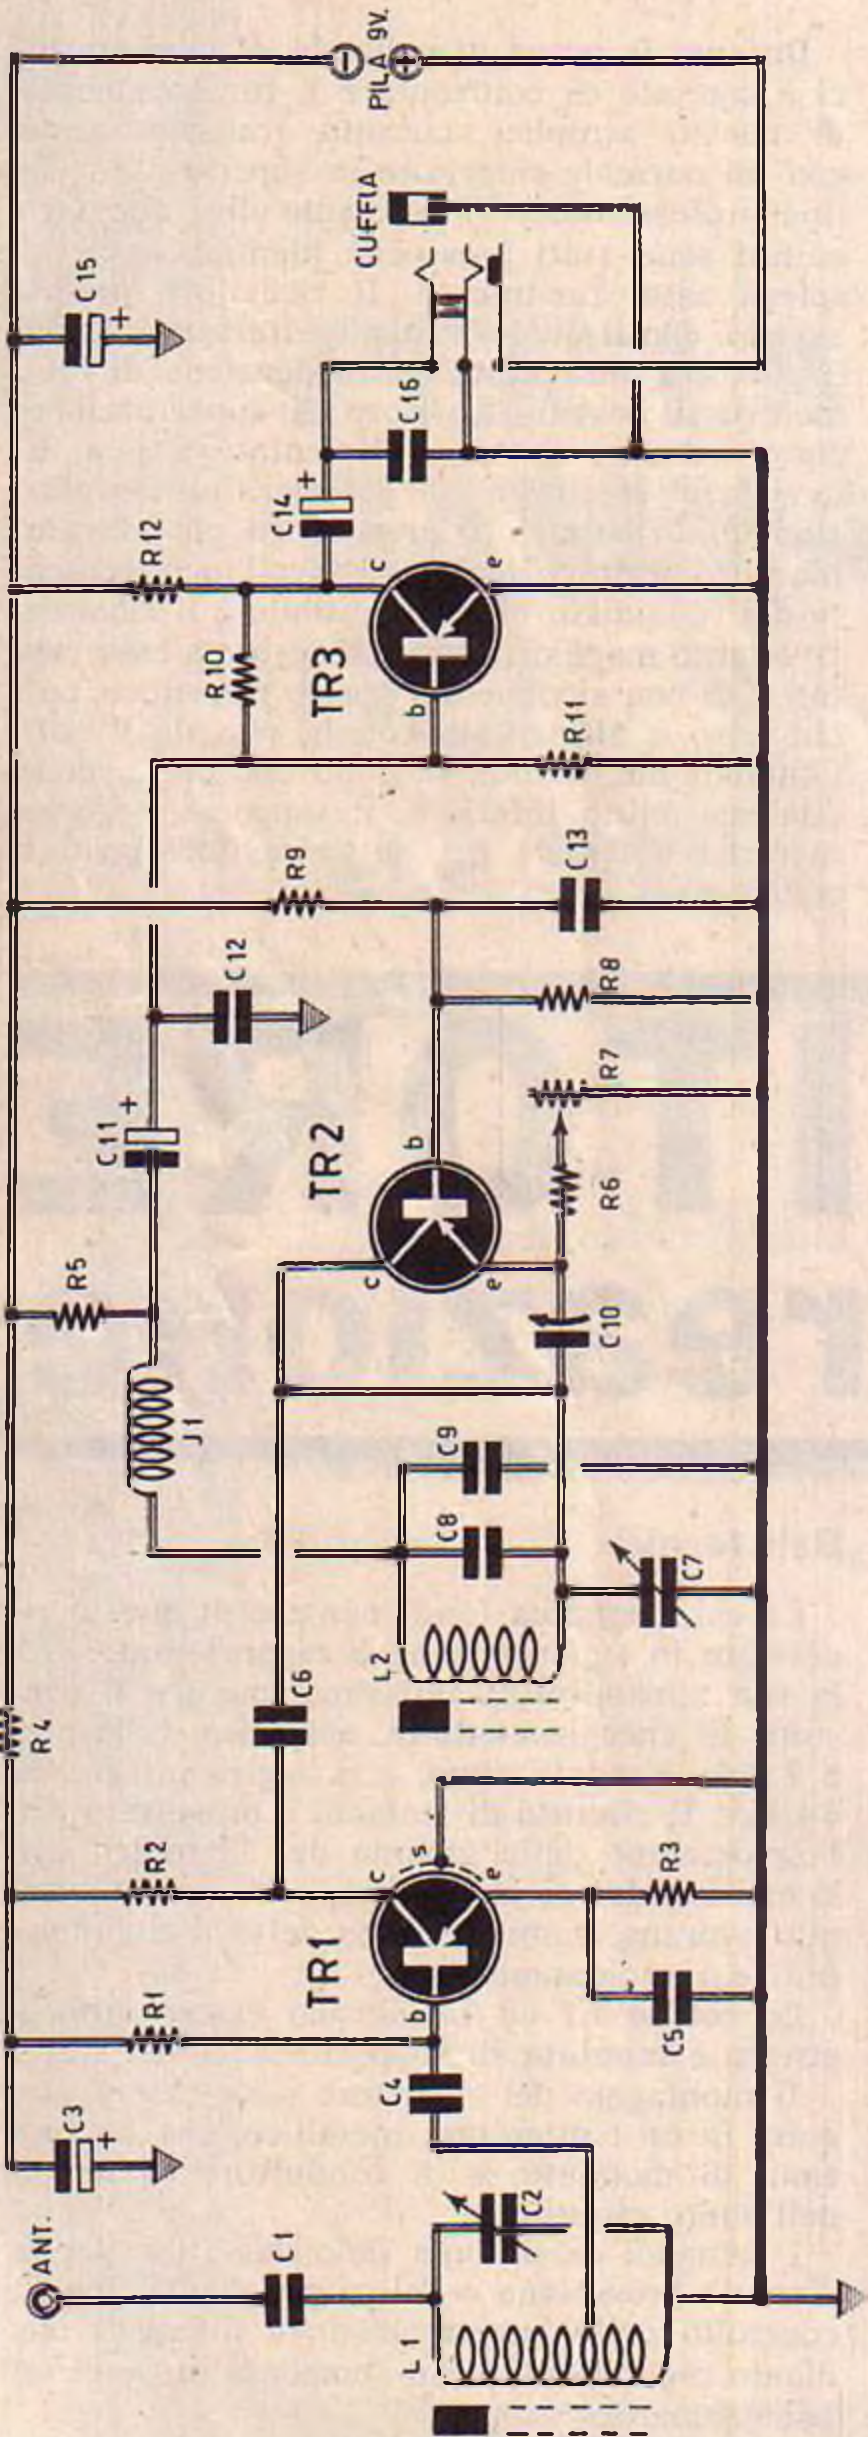 ANT.
C3
+
C1
L1
C2
R1
R2
C4
TR1
b
c
s
e
C5
R3
R4
C6
L2
C8
C9
C7
J1
R5
C11
+
C12
TR2
c
b
e
C10
R6
R7
R8
R9
C13
R10
R12
TR3
b
c
e
R11
C14
+
C16
C15
+
CUFFIA
PILA 9V.
−
+